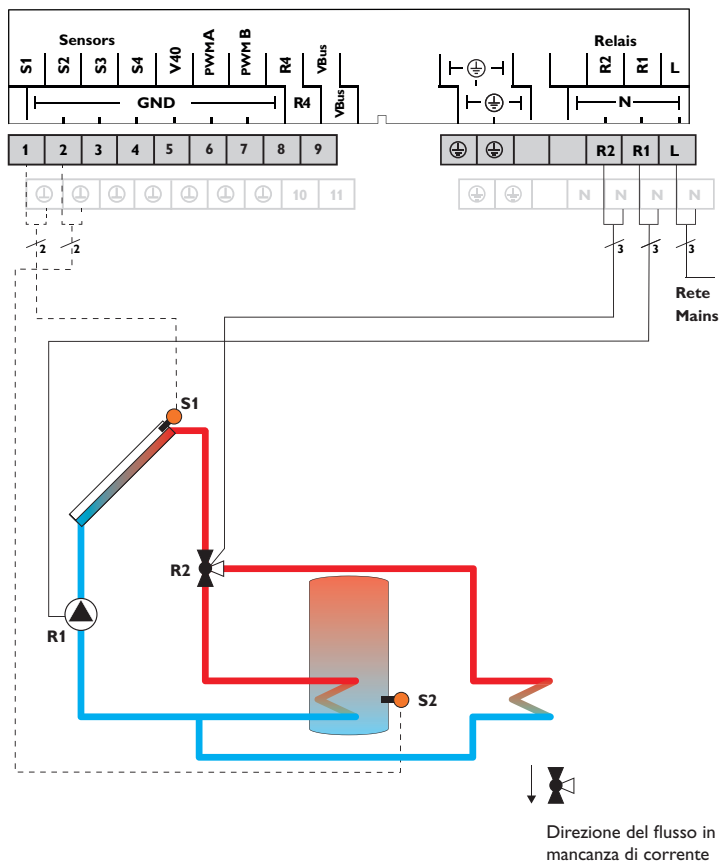 Sensors
Relais
S1 S2 S3 S4 V40 PWMA PWM B R4 VBus
R2 R1 L
GND R4 VBus
N
1 2 3 4 5 6 7 8 9
R2 R1 L
10 11
N N N N
2 2
3 3 3
Rete
Mains
S1
R2
R1
S2
Direzione del flusso in
mancanza di corrente